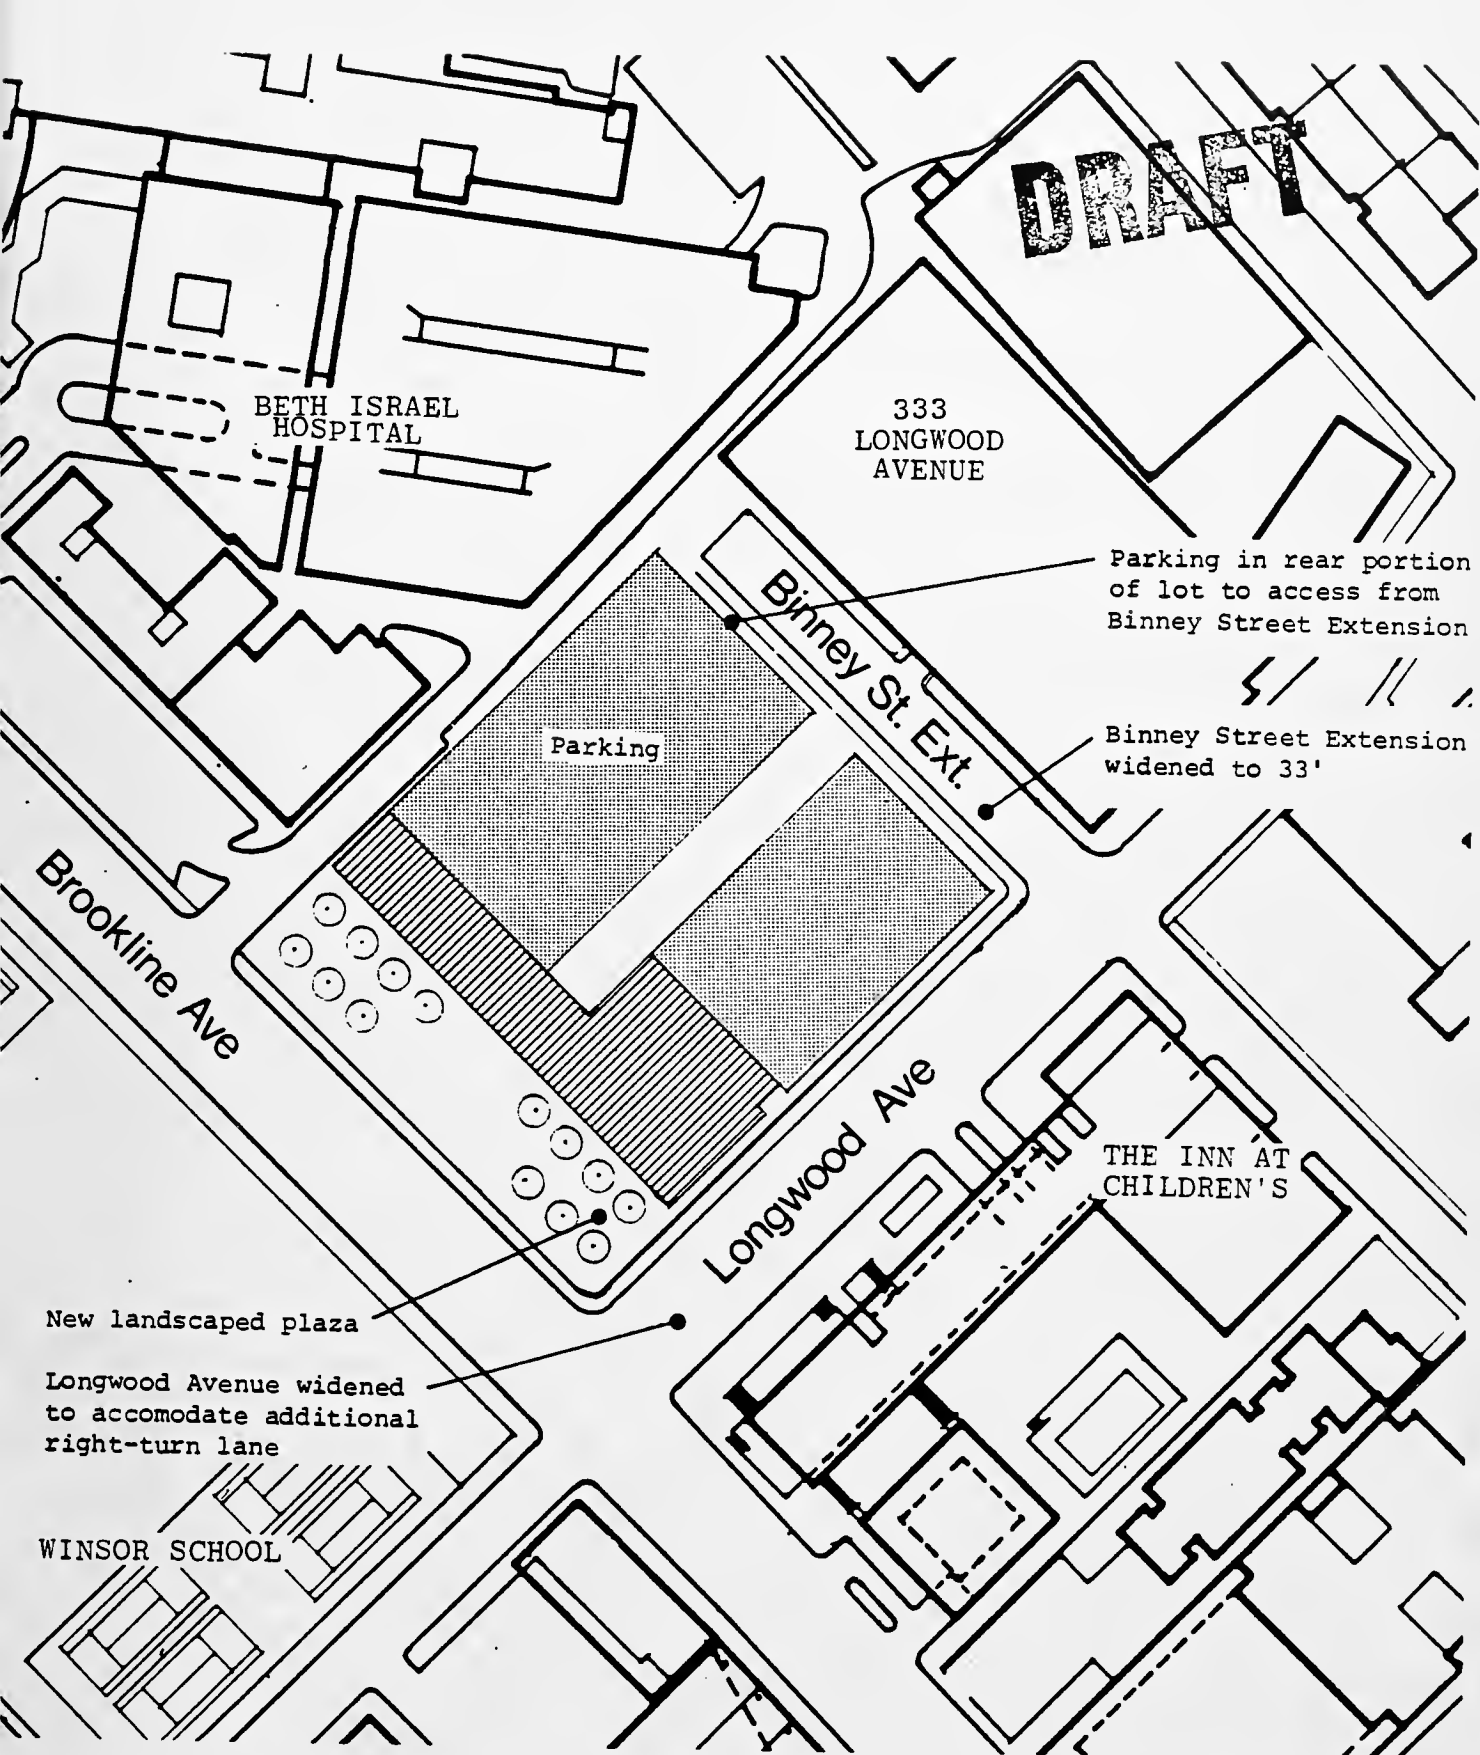 DRAFT
BETH ISRAEL
HOSPITAL
333
LONGWOOD
AVENUE
Parking in rear portion
of lot to access from
Binney Street Extension
Binney St. Ext.
Parking
Binney Street Extension
widened to 33'
Brookline Ave
Longwood Ave
THE INN AT
CHILDREN'S
New landscaped plaza
Longwood Avenue widened
to accomodate additional
right-turn lane
WINSOR SCHOOL